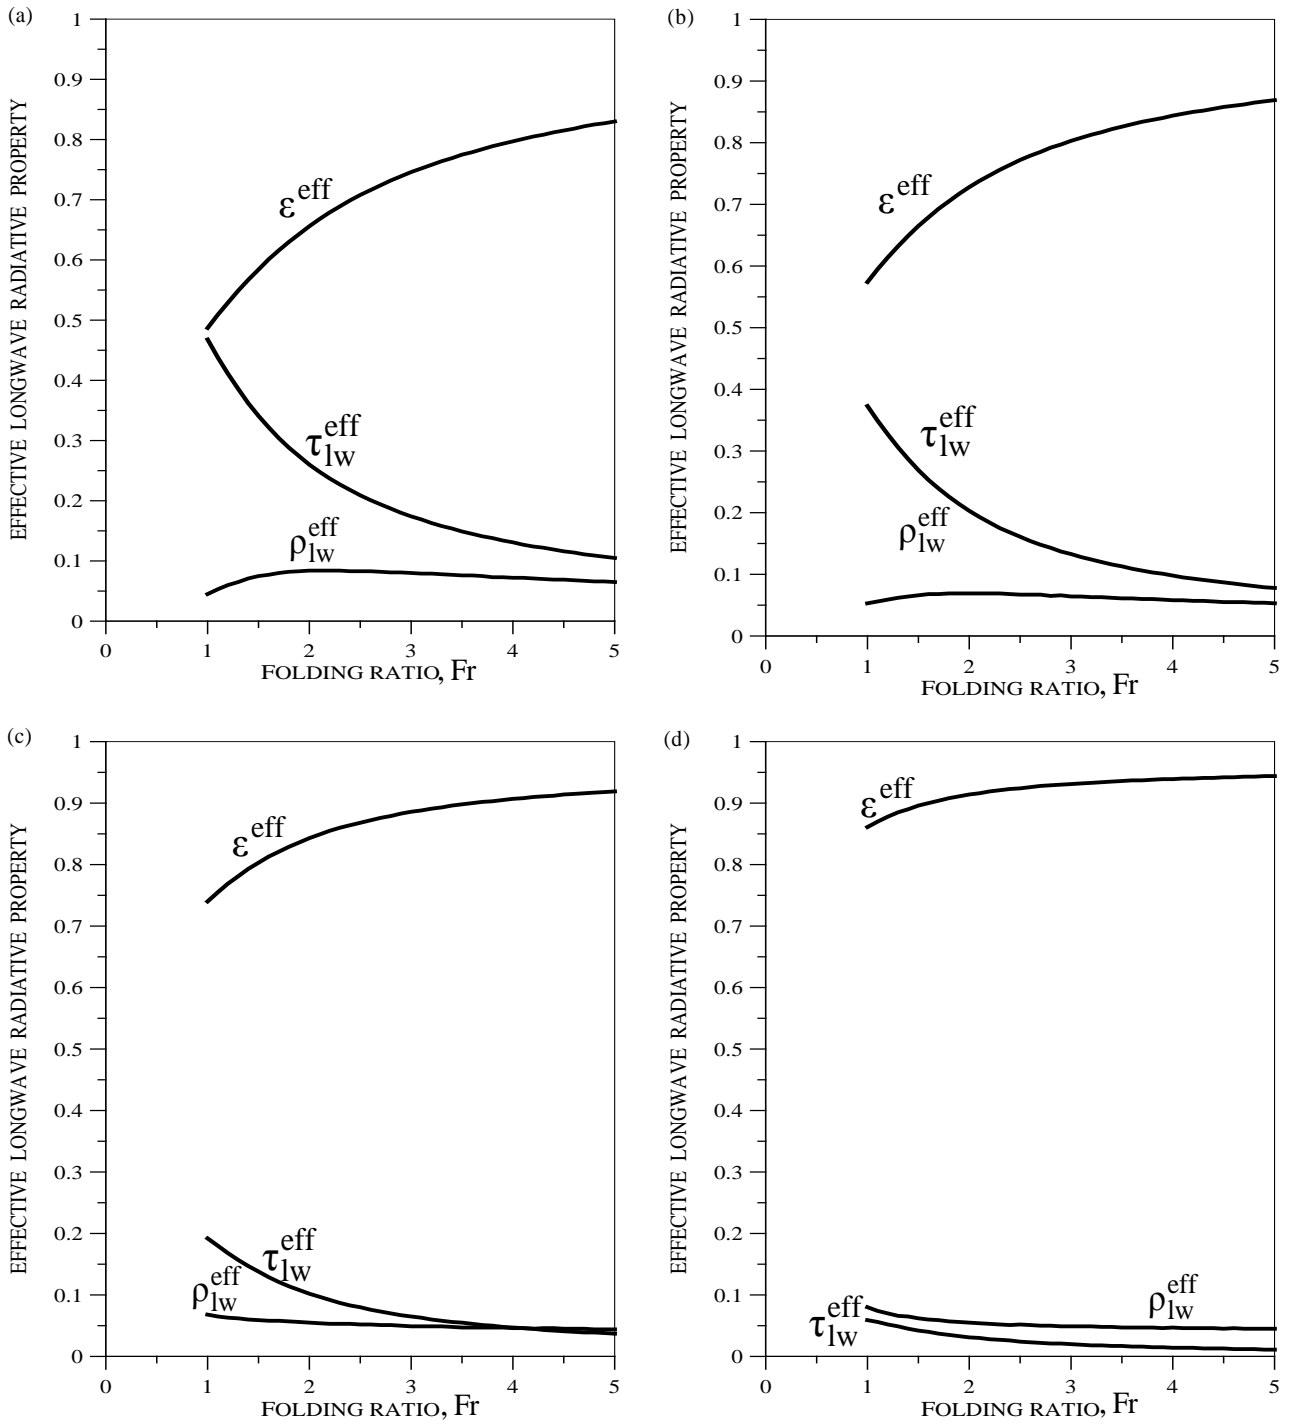 (a)
EFFECTIVE LONGWAVE RADIATIVE PROPERTY
1
0.9
0.8
0.7
0.6
0.5
0.4
0.3
0.2
0.1
0
ε^eff
τ_lw^eff
ρ_lw^eff
0 1 2 3 4 5
FOLDING RATIO, Fr
(b)
EFFECTIVE LONGWAVE RADIATIVE PROPERTY
1
0.9
0.8
0.7
0.6
0.5
0.4
0.3
0.2
0.1
0
ε^eff
τ_lw^eff
ρ_lw^eff
0 1 2 3 4 5
FOLDING RATIO, Fr
(c)
EFFECTIVE LONGWAVE RADIATIVE PROPERTY
1
0.9
0.8
0.7
0.6
0.5
0.4
0.3
0.2
0.1
0
ε^eff
τ_lw^eff
ρ_lw^eff
0 1 2 3 4 5
FOLDING RATIO, Fr
(d)
EFFECTIVE LONGWAVE RADIATIVE PROPERTY
1
0.9
0.8
0.7
0.6
0.5
0.4
0.3
0.2
0.1
0
ε^eff
ρ_lw^eff
τ_lw^eff
0 1 2 3 4 5
FOLDING RATIO, Fr